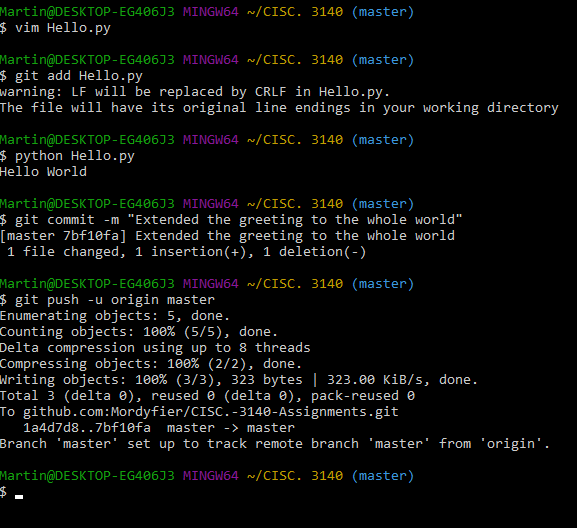 Martin@DESKTOP-EG406J3 MINGW64 ~/CISC. 3140 (master)
$ vim Hello.py
Martin@DESKTOP-EG406J3 MINGW64 ~/CISC. 3140 (master)
$ git add Hello.py
warning: LF will be replaced by CRLF in Hello.py.
The file will have its original line endings in your working directory
Martin@DESKTOP-EG406J3 MINGW64 ~/CISC. 3140 (master)
$ python Hello.py
Hello World
Martin@DESKTOP-EG406J3 MINGW64 ~/CISC. 3140 (master)
$ git commit -m "Extended the greeting to the whole world"
[master 7bf10fa] Extended the greeting to the whole world
 1 file changed, 1 insertion(+), 1 deletion(-)
Martin@DESKTOP-EG406J3 MINGW64 ~/CISC. 3140 (master)
$ git push -u origin master
Enumerating objects: 5, done.
Counting objects: 100% (5/5), done.
Delta compression using up to 8 threads
Compressing objects: 100% (2/2), done.
Writing objects: 100% (3/3), 323 bytes | 323.00 KiB/s, done.
Total 3 (delta 0), reused 0 (delta 0), pack-reused 0
To github.com:Mordyfier/CISC.-3140-Assignments.git
   1a4d7d8..7bf10fa  master -> master
Branch 'master' set up to track remote branch 'master' from 'origin'.
Martin@DESKTOP-EG406J3 MINGW64 ~/CISC. 3140 (master)
$